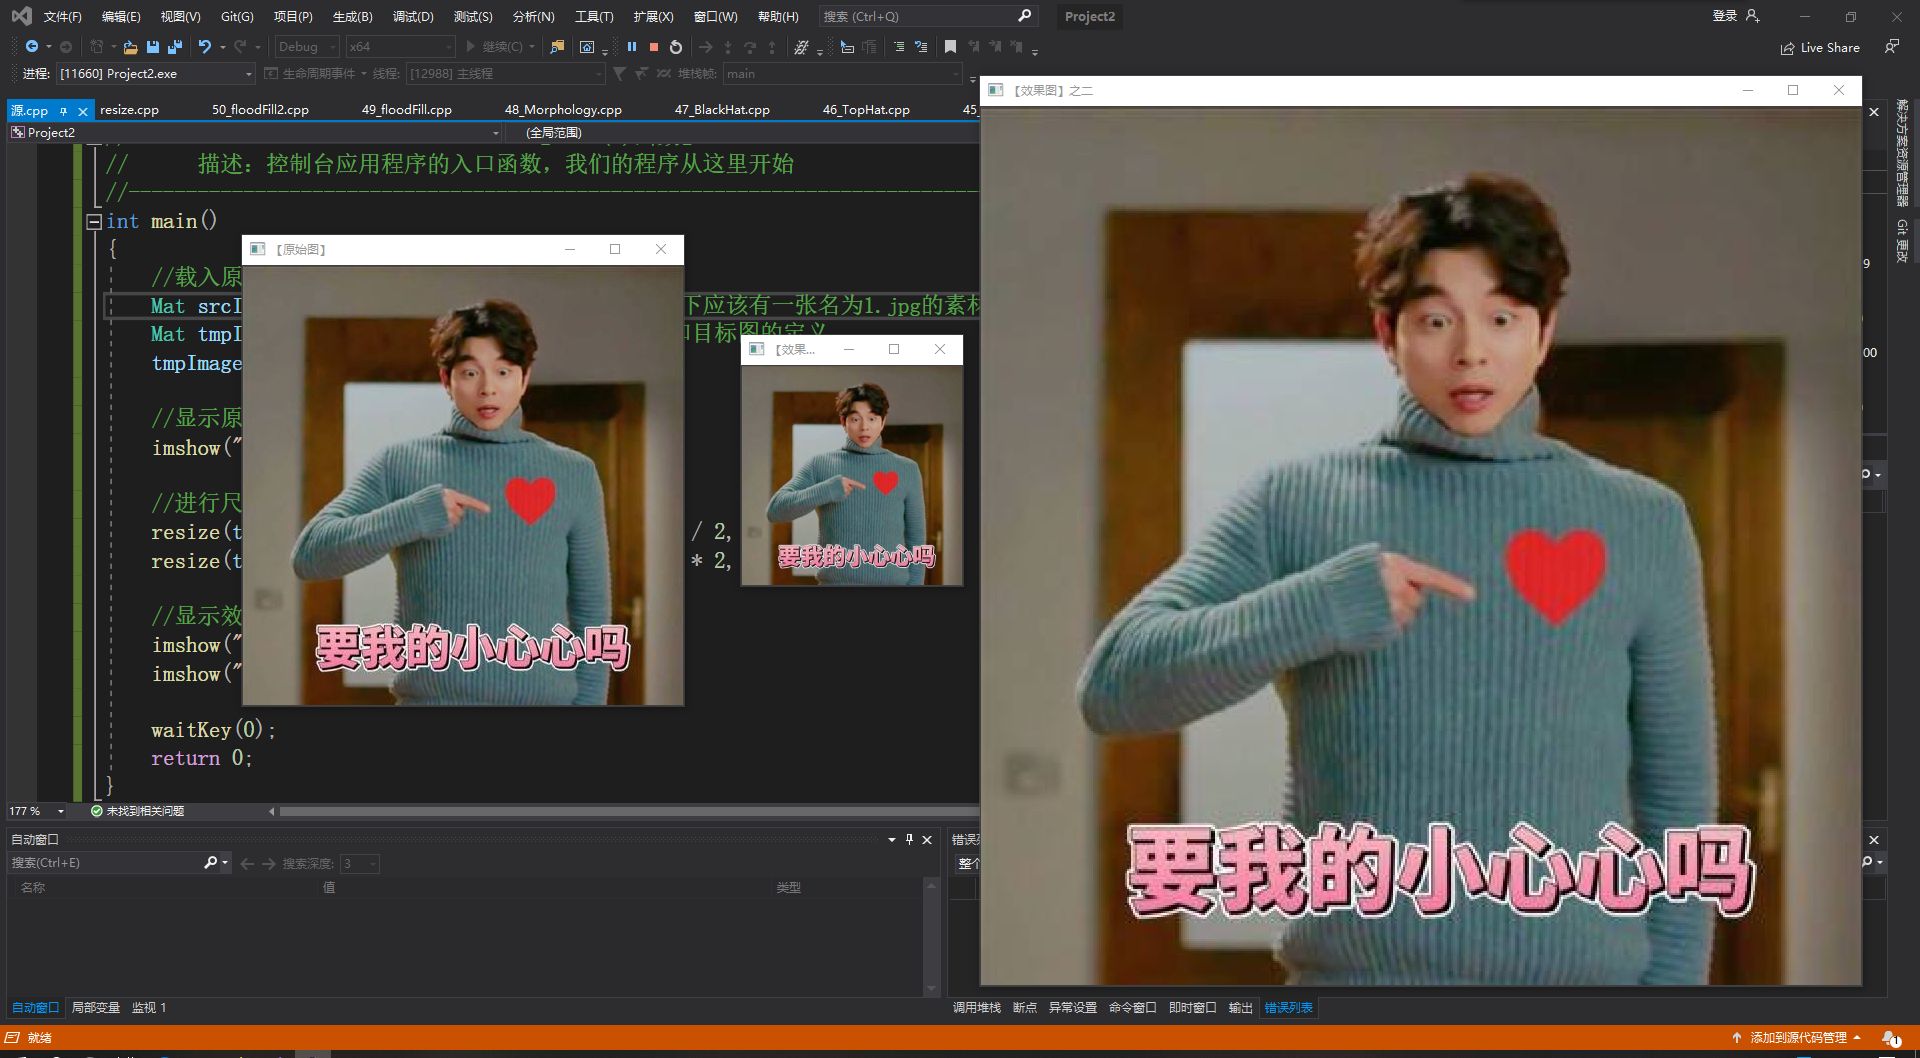 文件(F) 编辑(E) 视图(V) Git(G) 项目(P) 生成(B) 调试(D) 测试(S) 分析(N) 工具(T) 扩展(X) 窗口(W) 帮助(H) 搜索 (Ctrl+Q) Project2 登录
Debug x64 继续(C) Live Share
进程: [11660] Project2.exe 生命周期事件 线程: [12988] 主线程 堆栈帧: main
源.cpp resize.cpp 50_floodFill2.cpp 49_floodFill.cpp 48_Morphology.cpp 47_BlackHat.cpp 46_TopHat.cpp 45_
Project2 (全局范围)
// 描述：控制台应用程序的入口函数，我们的程序从这里开始
//-----------------------------------------------------------------------------
int main()
{
//载入原
Mat srcI 下应该有一张名为1.jpg的素材
Mat tmpI 和目标图的定义
tmpImage
//显示原
imshow("
//进行尺
resize(t / 2,
resize(t * 2,
//显示效
imshow("
imshow("
waitKey(0);
return 0;
}
【原始图】
要我的小心心吗
【效果...
要我的小心心吗
【效果图】之二
要我的小心心吗
解决方案资源管理器
Git 更改
9
00
177 % 未找到相关问题
自动窗口
搜索(Ctrl+E) 搜索深度: 3
名称 值 类型
自动窗口 局部变量 监视 1
错误列
整个
调用堆栈 断点 异常设置 命令窗口 即时窗口 输出 错误列表
就绪 添加到源代码管理 1